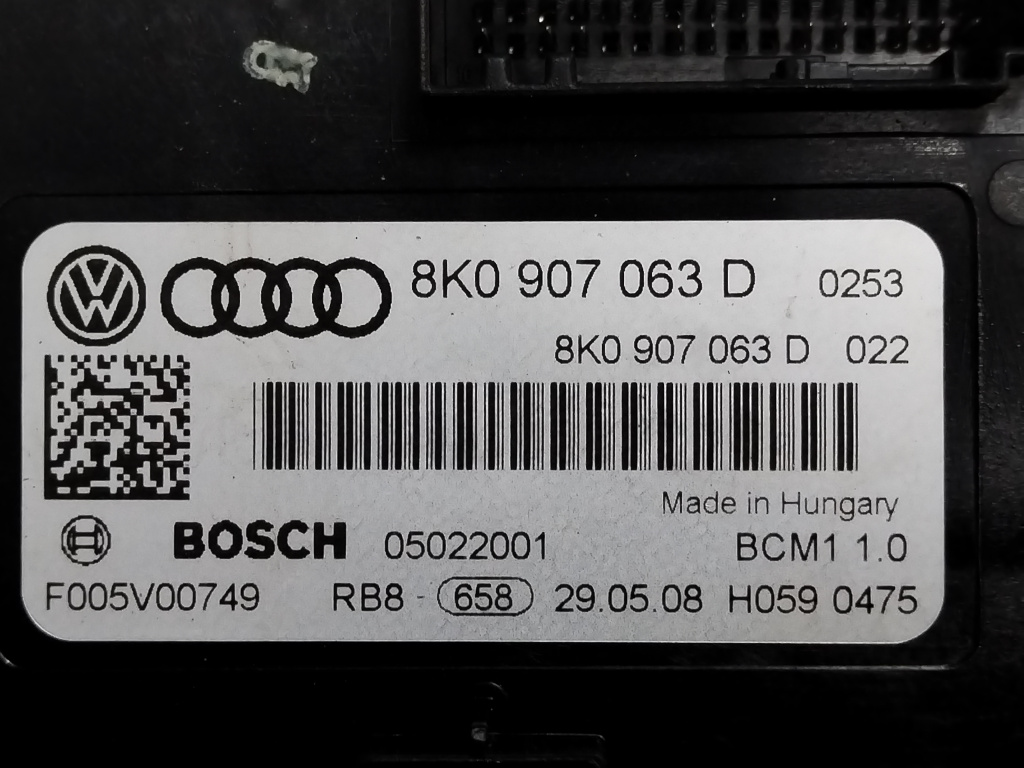 8K0 907 063 D 0253
8K0 907 063 D 022
Made in Hungary
BOSCH 05022001 BCM1 1.0
F005V00749 RB8 - 658 29.05.08 H059 0475